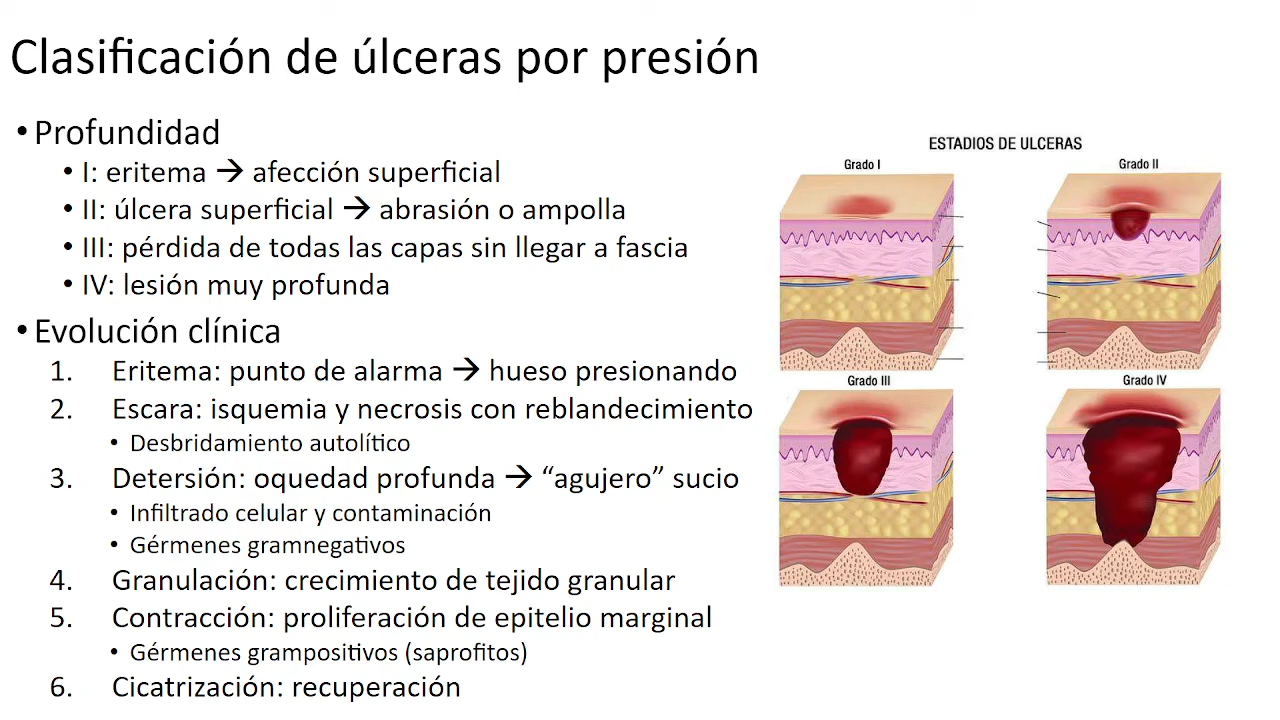 Clasificación de úlceras por presión
• Profundidad
• I: eritema → afección superficial
• II: úlcera superficial → abrasión o ampolla
• III: pérdida de todas las capas sin llegar a fascia
• IV: lesión muy profunda
• Evolución clínica
1. Eritema: punto de alarma → hueso presionando
2. Escara: isquemia y necrosis con reblandecimiento
• Desbridamiento autolítico
3. Detersión: oquedad profunda → “agujero” sucio
• Infiltrado celular y contaminación
• Gérmenes gramnegativos
4. Granulación: crecimiento de tejido granular
5. Contracción: proliferación de epitelio marginal
• Gérmenes grampositivos (saprofitos)
6. Cicatrización: recuperación
ESTADIOS DE ULCERAS
Grado I
Grado II
Grado III
Grado IV